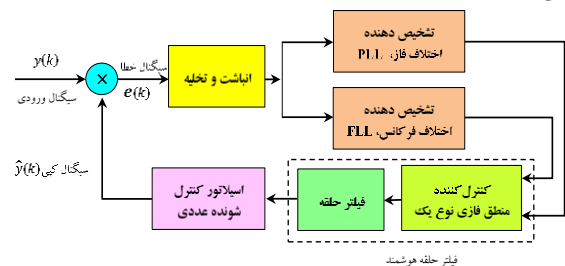 y(k)
سیگنال ورودی
×
سیگنال خطا
e(k)
انباشت و تخلیه
تشخیص دهنده
اختلاف فاز، PLL
تشخیص دهنده
اختلاف فرکانس، FLL
کنترل‌کننده
منطق فازی نوع یک
فیلتر حلقه
فیلتر حلقه هوشمند
اسیلاتور کنترل
شونده عددی
سیگنال کپی ŷ(k)